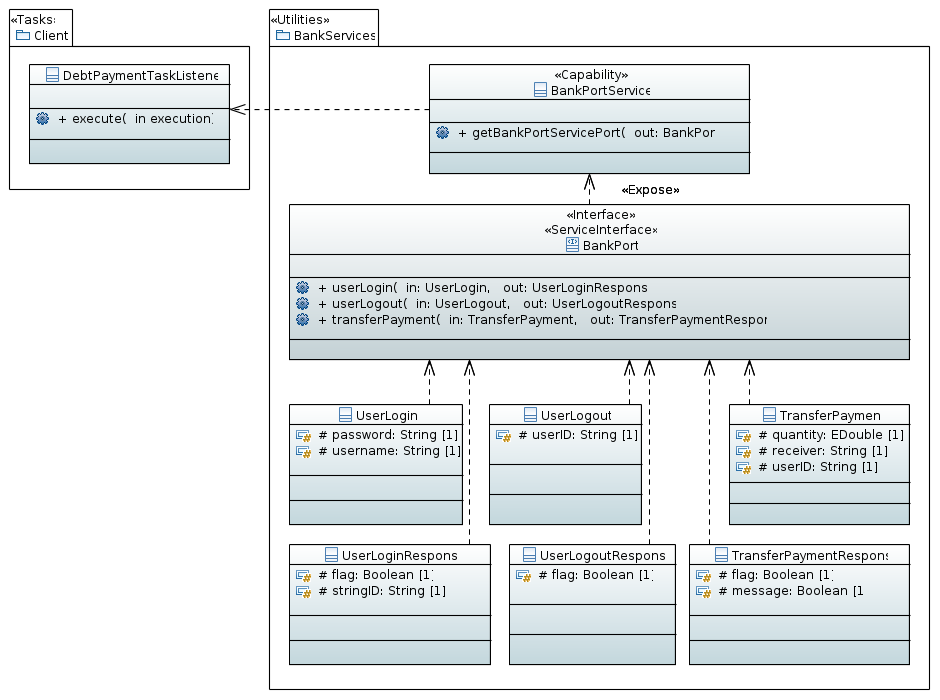 «Tasks:
Client
DebtPaymentTaskListene
+ execute( in execution)
«Utilities»
BankServices
«Capability»
BankPortService
+ getBankPortServicePort( out: BankPor
«Expose»
«Interface»
«ServiceInterface»
BankPort
+ userLogin( in: UserLogin, out: UserLoginRespons
+ userLogout( in: UserLogout, out: UserLogoutRespons
+ transferPayment( in: TransferPayment, out: TransferPaymentRespor
UserLogin
# password: String [1]
# username: String [1]
UserLogout
# userID: String [1]
TransferPaymen
# quantity: EDouble [1]
# receiver: String [1]
# userID: String [1]
UserLoginRespons
# flag: Boolean [1]
# stringID: String [1]
UserLogoutRespons
# flag: Boolean [1]
TransferPaymentRespons
# flag: Boolean [1]
# message: Boolean [1